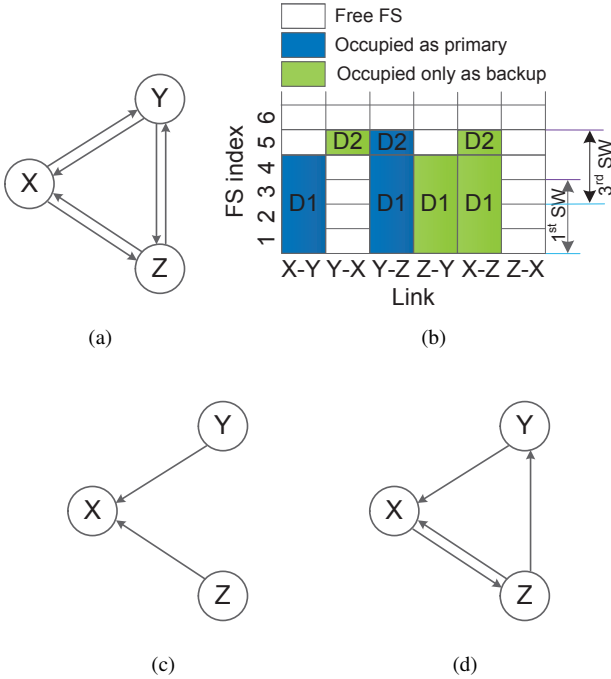 Free FS
Occupied as primary
Occupied only as backup
Y
X
Z
(a)
FS index
6
5
4
3
2
1
D2
D2
D2
D1
D1
D1
D1
1st SW
3rd SW
X-Y Y-X Y-Z Z-Y X-Z Z-X
Link
(b)
Y
X
Z
(c)
Y
X
Z
(d)